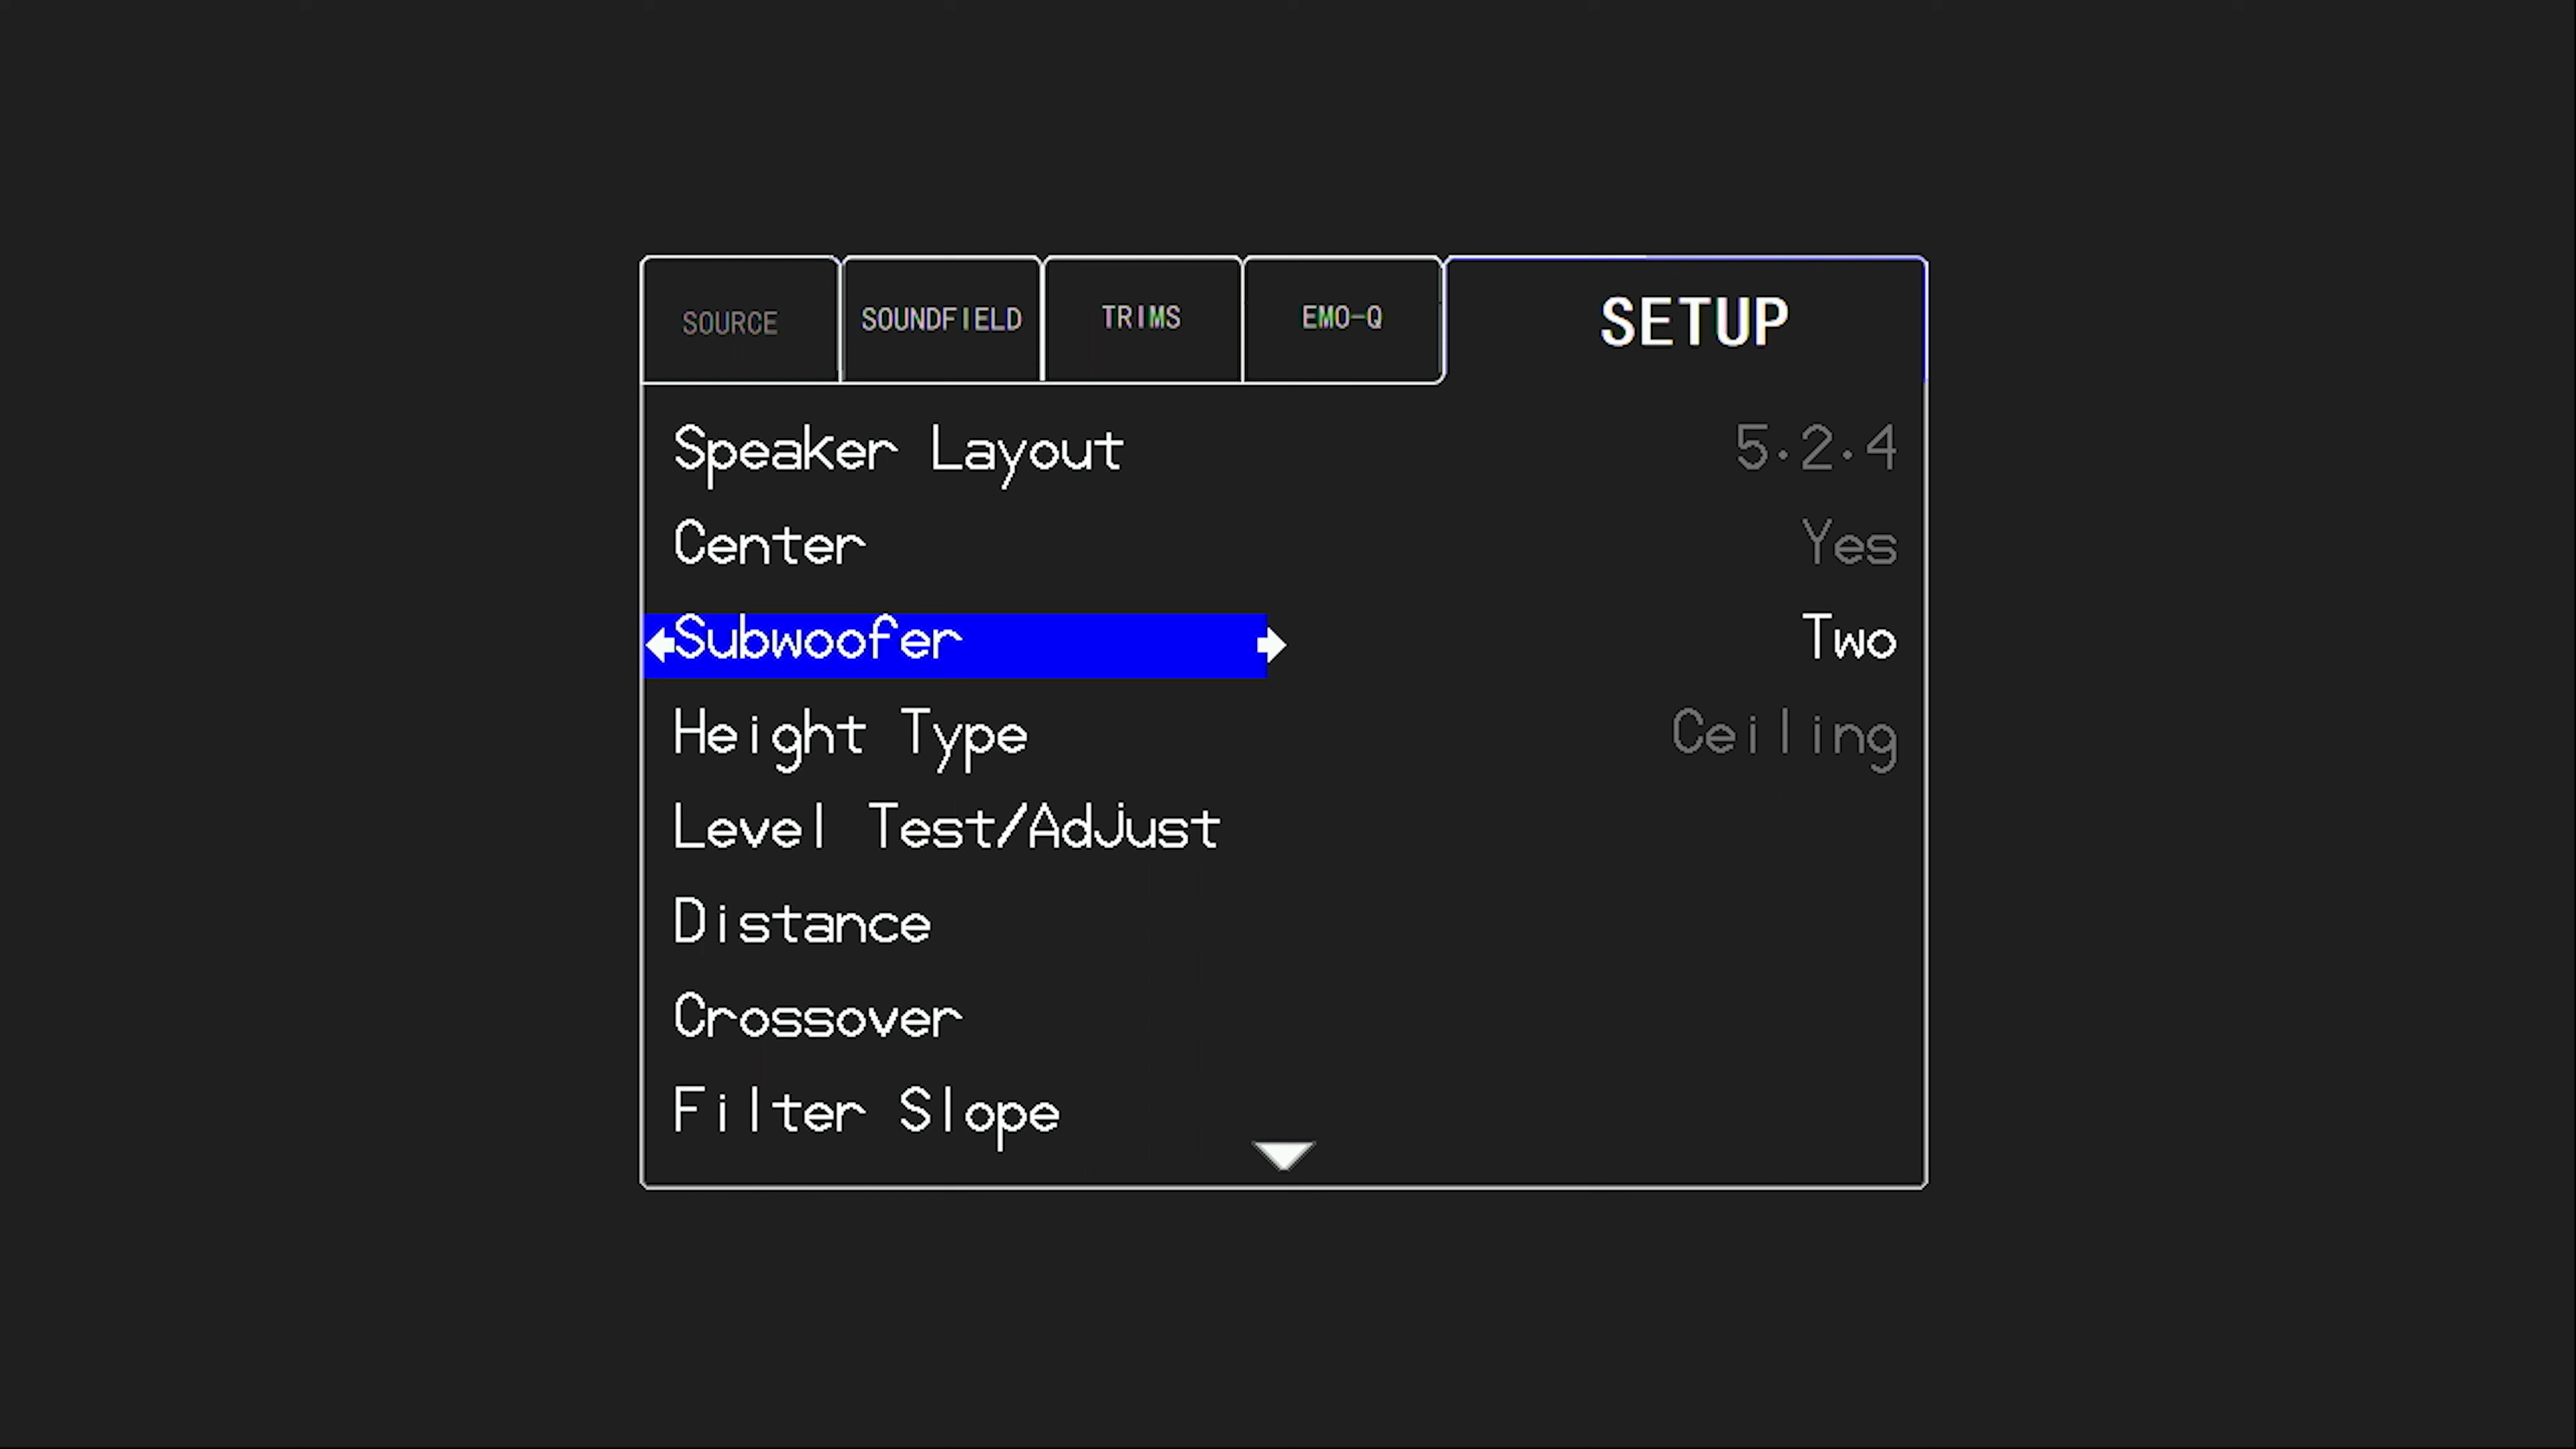 SOURCE SOUNDFIELD TRIMS EMO-Q SETUP
Speaker Layout 5.2.4
Center Yes
Subwoofer Two
Height Type Ceiling
Level Test/Adjust
Distance
Crossover
Filter Slope